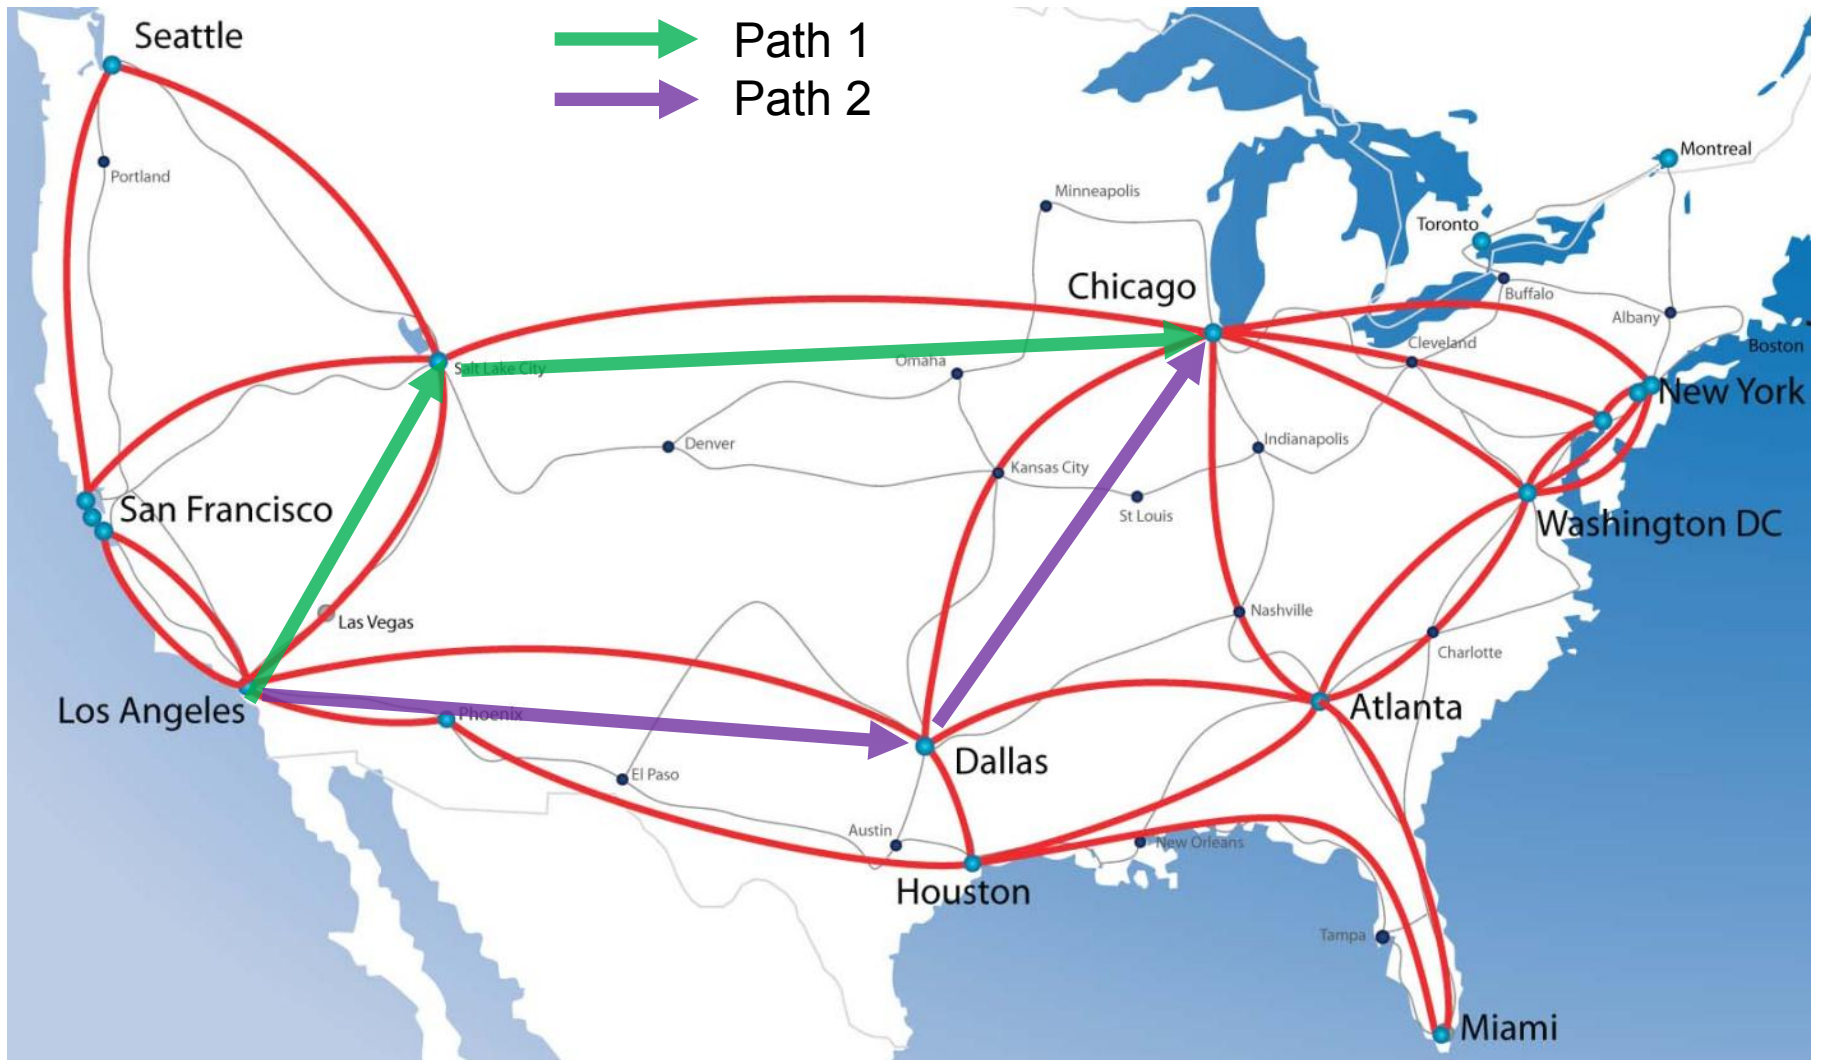 Seattle
Path 1
Path 2
Montreal
Portland
Minneapolis
Toronto
Chicago
Buffalo
Albany
Boston
Cleveland
Omaha
Salt Lake City
New York
Denver
Indianapolis
Kansas City
San Francisco
St Louis
Washington DC
Las Vegas
Nashville
Charlotte
Los Angeles
Phoenix
Atlanta
Dallas
El Paso
Austin
New Orleans
Houston
Tampa
Miami